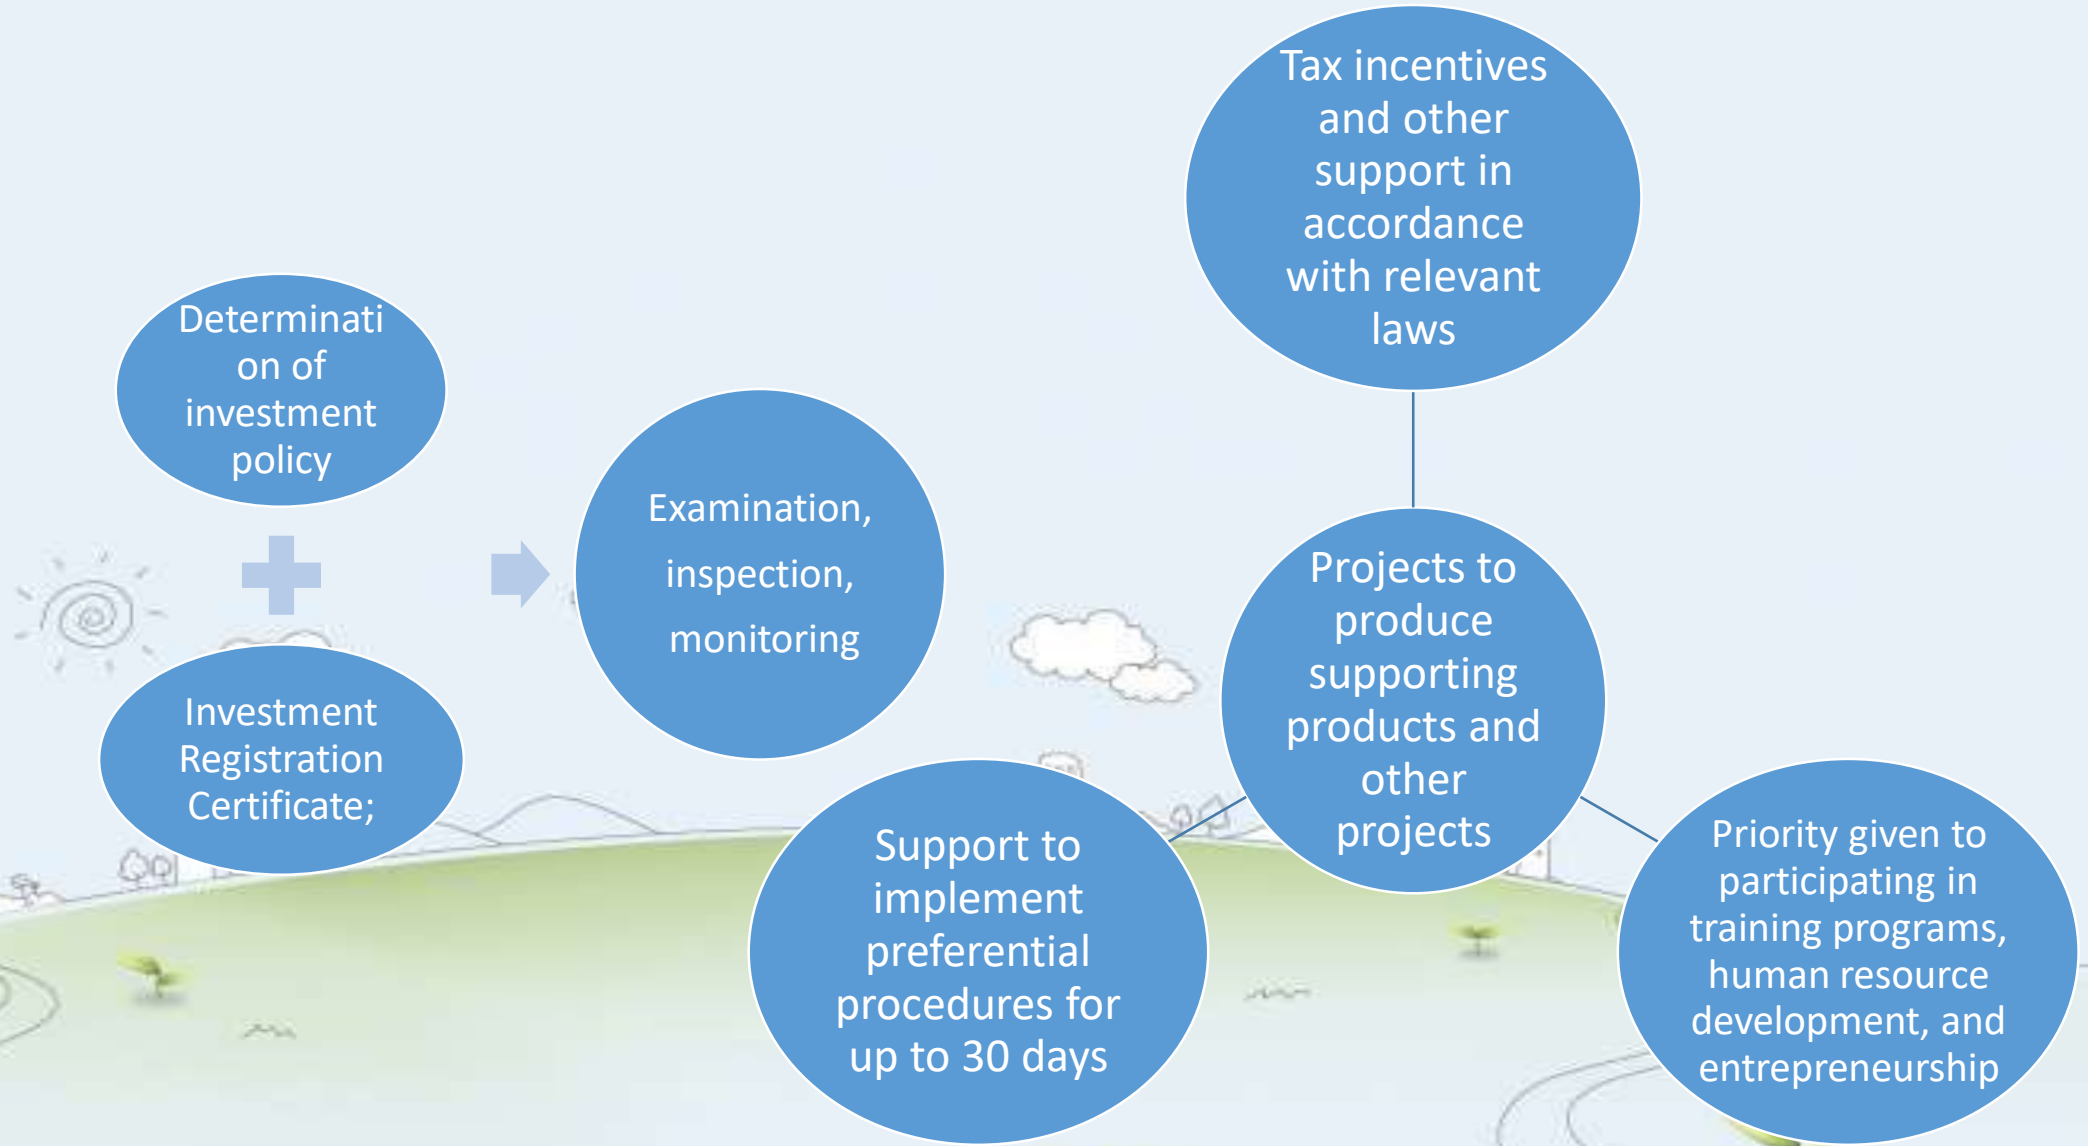 Determinati
on of
investment
policy
Investment
Registration
Certificate;
Examination,
inspection,
monitoring
Tax incentives
and other
support in
accordance
with relevant
laws
Projects to
produce
supporting
products and
other
projects
Support to
implement
preferential
procedures for
up to 30 days
Priority given to
participating in
training programs,
human resource
development, and
entrepreneurship